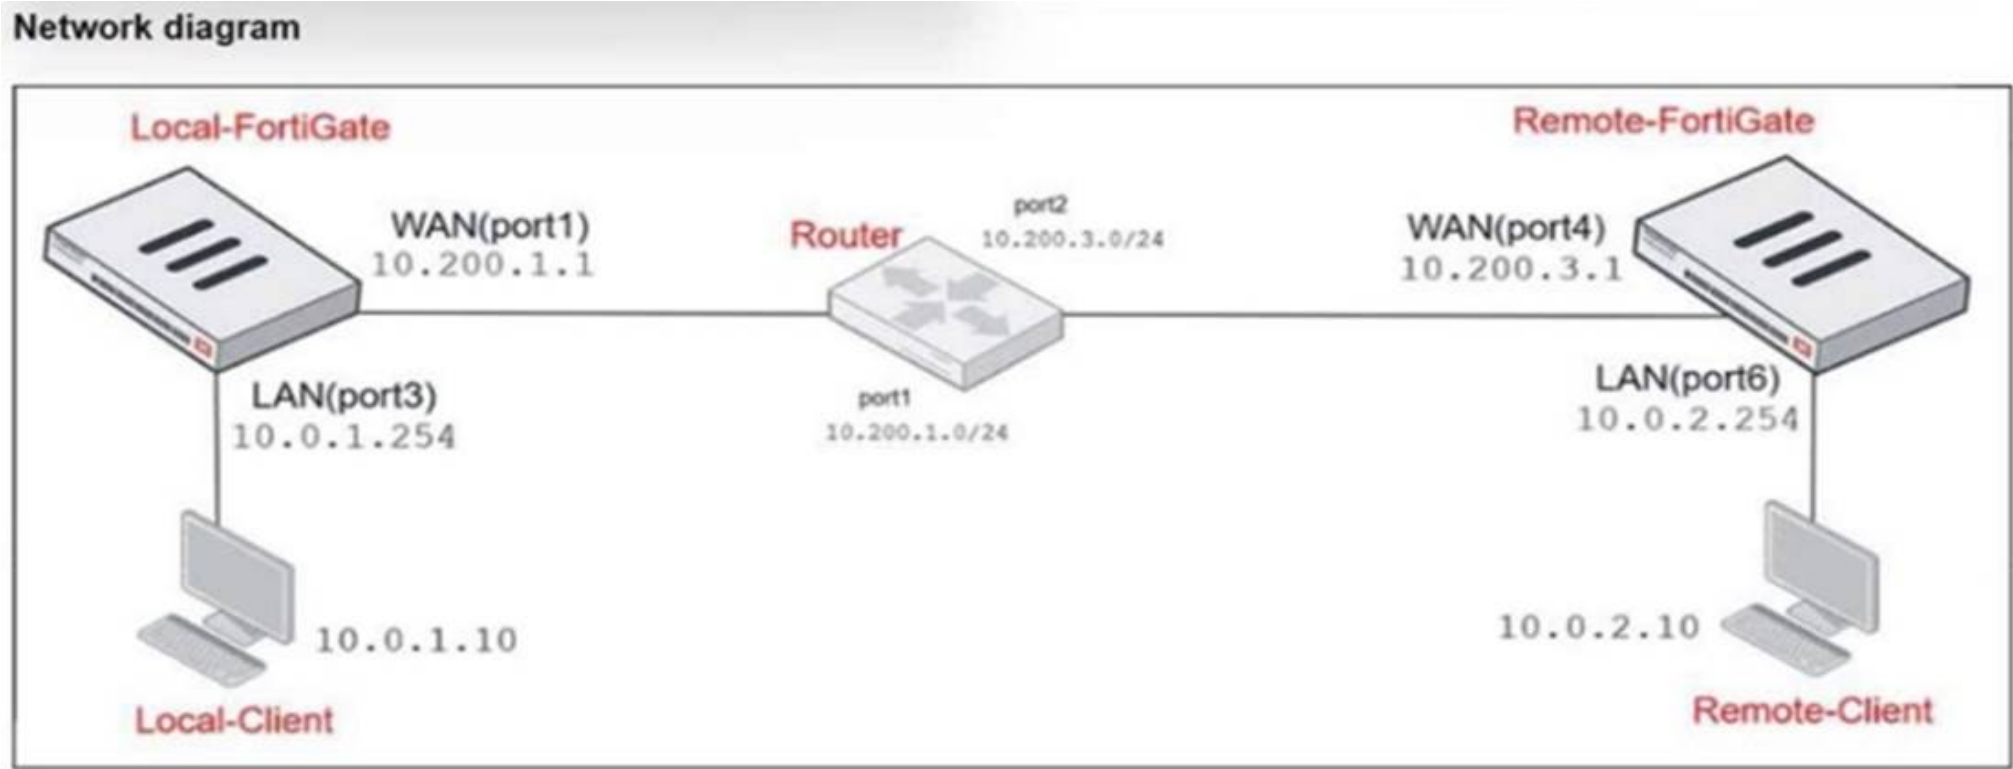 Network diagram
Local-FortiGate
Remote-FortiGate
WAN(port1)
10.200.1.1
Router
port2
10.200.3.0/24
WAN(port4)
10.200.3.1
LAN(port3)
10.0.1.254
port1
10.200.1.0/24
LAN(port6)
10.0.2.254
10.0.1.10
10.0.2.10
Local-Client
Remote-Client